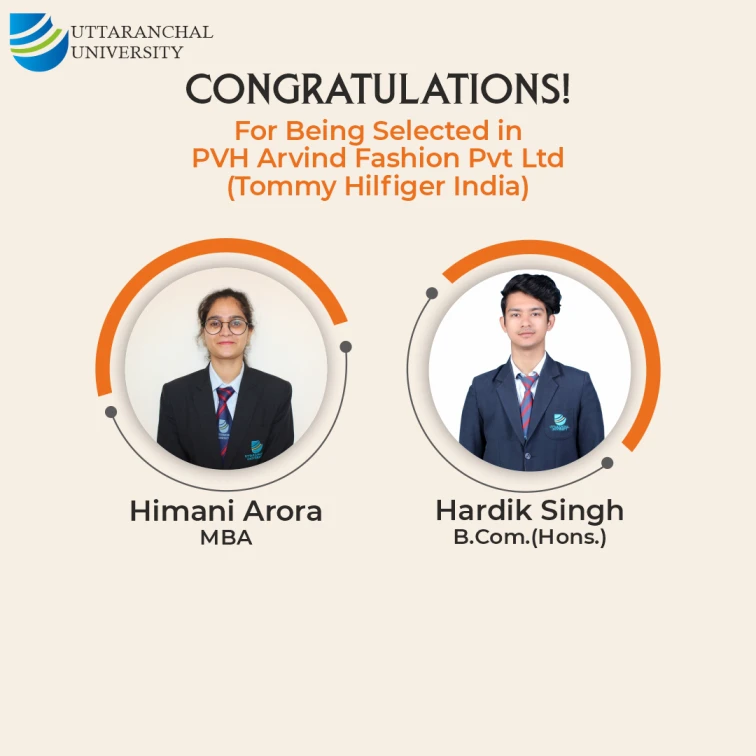 UTTARANCHAL
UNIVERSITY
CONGRATULATIONS!
For Being Selected in
PVH Arvind Fashion Pvt Ltd
(Tommy Hilfiger India)
Himani Arora
MBA
Hardik Singh
B.Com.(Hons.)